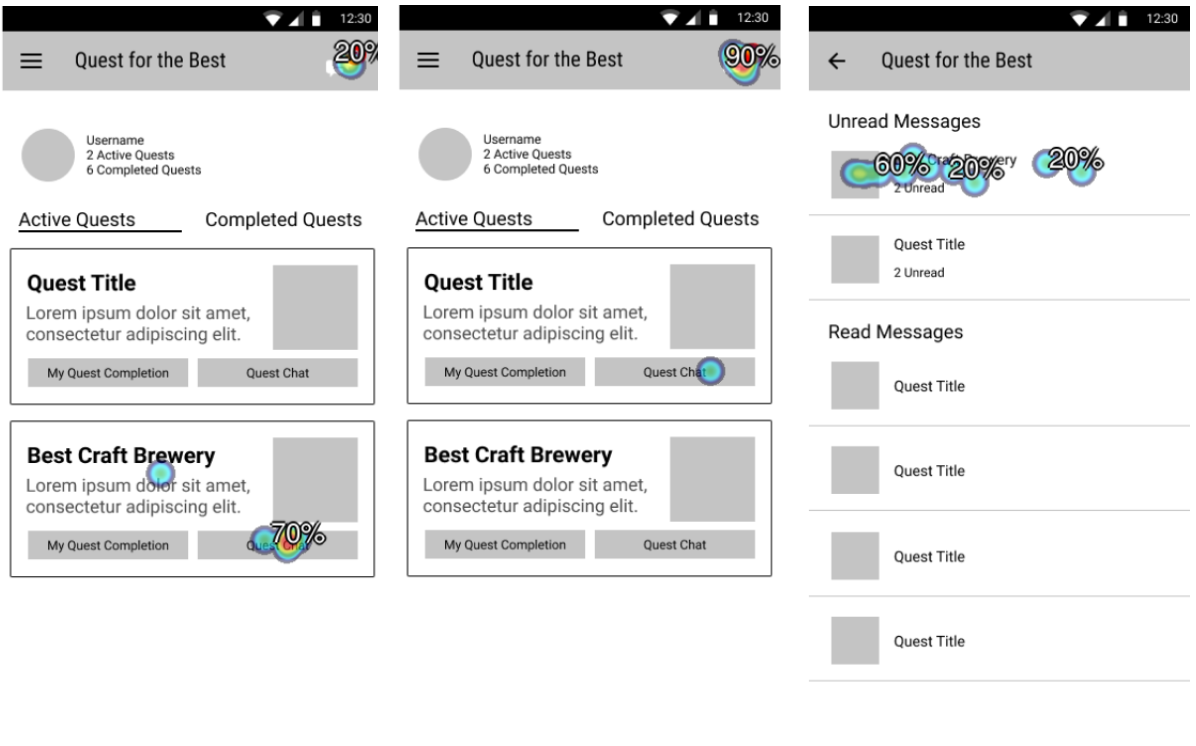 12:30
Quest for the Best
20%
Username
2 Active Quests
6 Completed Quests
Active Quests
Completed Quests
Quest Title
Lorem ipsum dolor sit amet,
consectetur adipiscing elit.
My Quest Completion
Quest Chat
Best Craft Brewery
Lorem ipsum dolor sit amet,
consectetur adipiscing elit.
70%
My Quest Completion
Quest Chat
12:30
Quest for the Best
90%
Username
2 Active Quests
6 Completed Quests
Active Quests
Completed Quests
Quest Title
Lorem ipsum dolor sit amet,
consectetur adipiscing elit.
My Quest Completion
Quest Chat
Best Craft Brewery
Lorem ipsum dolor sit amet,
consectetur adipiscing elit.
My Quest Completion
Quest Chat
12:30
Quest for the Best
Unread Messages
60% 20% 20%
Craft Brewery
2 Unread
Quest Title
2 Unread
Read Messages
Quest Title
Quest Title
Quest Title
Quest Title